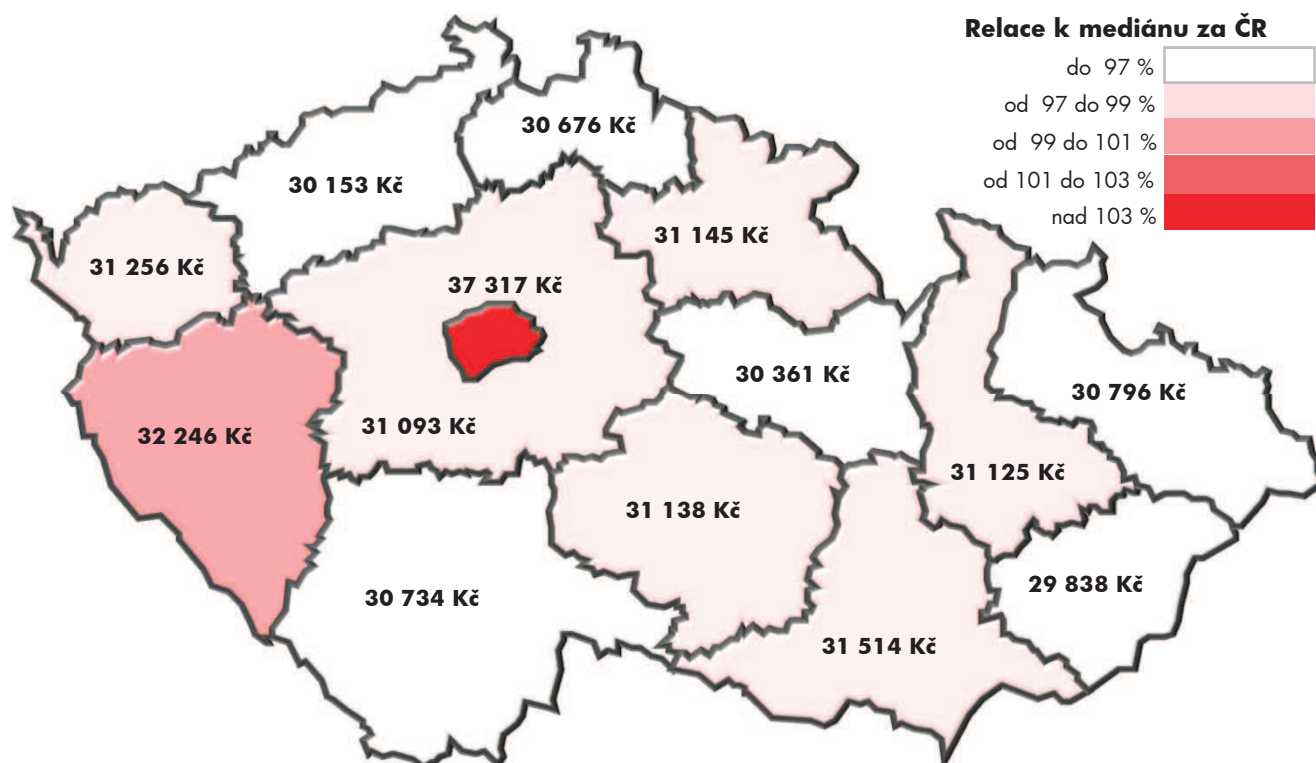 Relace k mediánu za ČR
do 97 %
od 97 do 99 %
od 99 do 101 %
od 101 do 103 %
nad 103 %
30 676 Kč
30 153 Kč
31 145 Kč
31 256 Kč
37 317 Kč
30 361 Kč
30 796 Kč
32 246 Kč
31 093 Kč
31 125 Kč
31 138 Kč
29 838 Kč
30 734 Kč
31 514 Kč